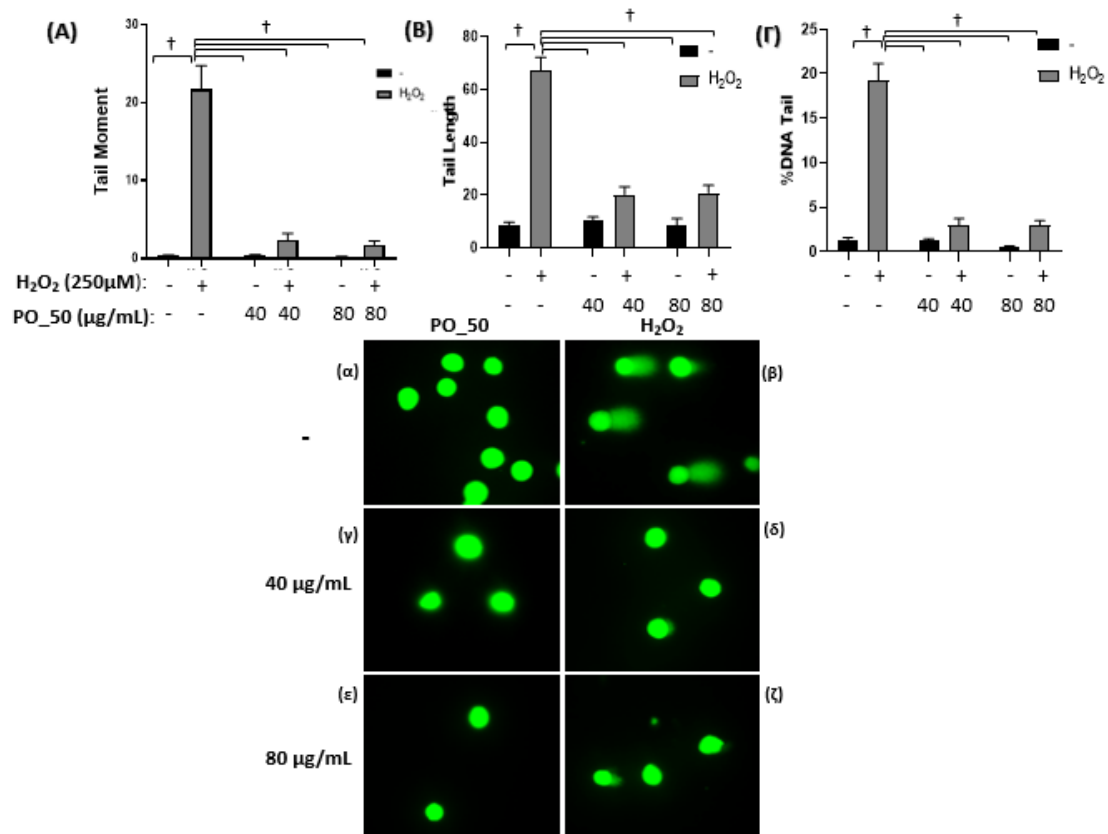 (A)
Tail Moment
30
20
10
0
†
†
-
H₂O₂
(B)
Tail Length
80
60
40
20
0
†
†
-
H₂O₂
(Γ)
%DNA Tail
25
20
15
10
5
0
†
†
-
H₂O₂
H₂O₂ (250μM): - + - + - + - + - + - + - + - + - +
PO_50 (μg/mL): - - 40 40 80 80 - - 40 40 80 80 - - 40 40 80 80
PO_50 H₂O₂
(α) (β)
-
(γ) (δ)
40 μg/mL
(ε) (ζ)
80 μg/mL